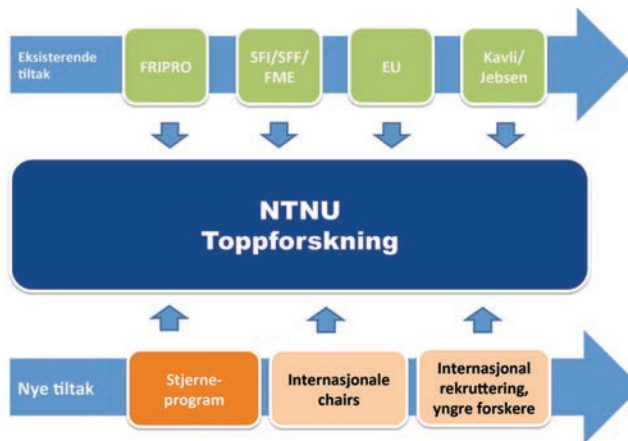 Eksisterende
tiltak
FRIPRO
SFI/SFF/
FME
EU
Kavli/
Jebsen
NTNU
Toppforskning
Nye tiltak
Stjerne-
program
Internasjonale
chairs
Internasjonal
rekruttering,
yngre forskere